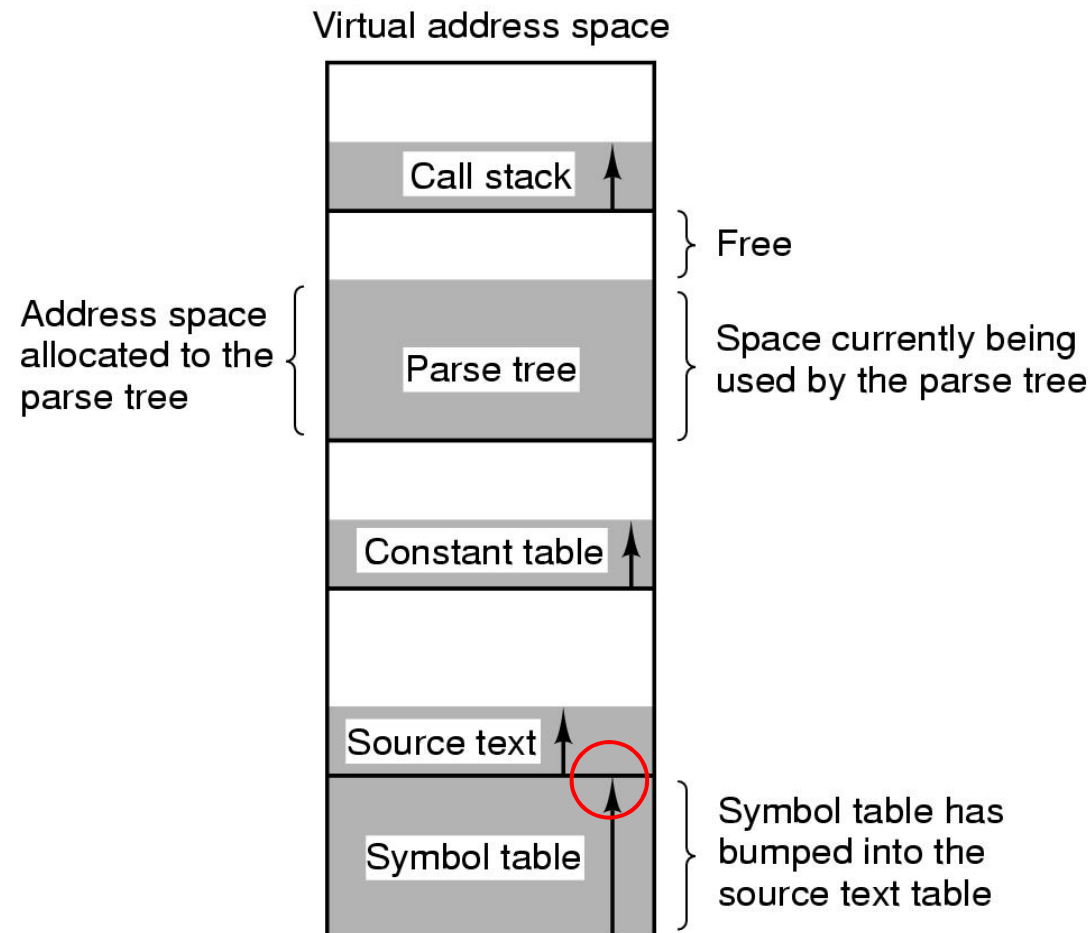 Virtual address space
Call stack
Free
Address space
allocated to the
parse tree
Parse tree
Space currently being
used by the parse tree
Constant table
Source text
Symbol table
Symbol table has
bumped into the
source text table